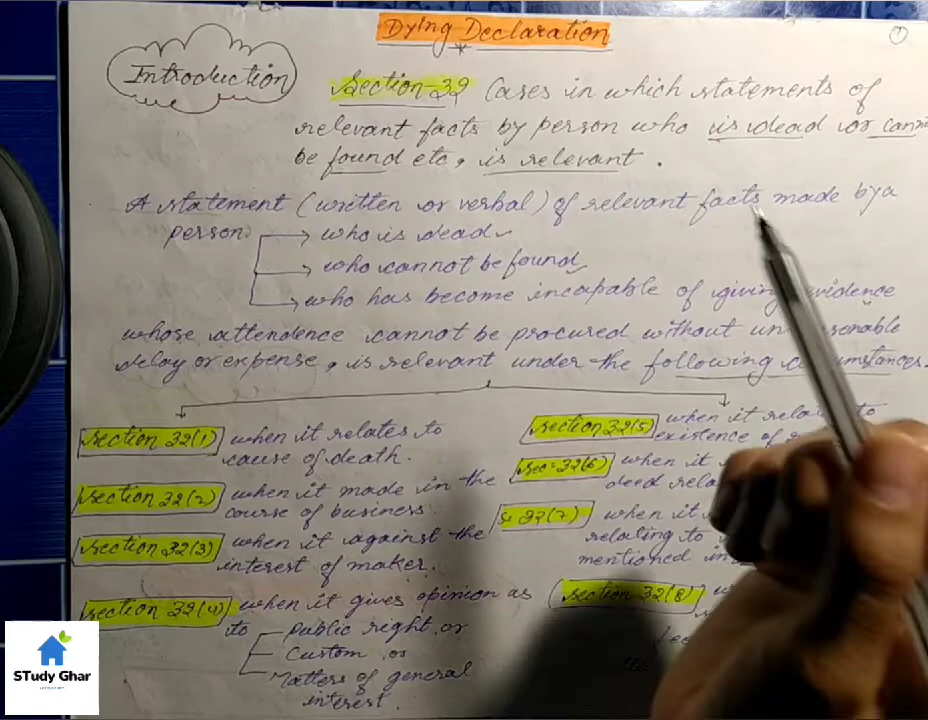 Dying Declaration
1
Introduction
Section-32 Cases in which statements of
relevant facts by person who is dead or cann
be found etc, is relevant.
A statement (written or verbal) of relevant facts made by a
person
who is dead
who cannot be found
who has become incapable of giving evidence
whose attendence cannot be procured without
delay or expense, is relevant under the following
Section 32(1) when it relates to
cause of death.
Section 32(2) when it made in the
course of business
Section 32(3) when it against the
interest of maker.
Section 32(4) when it gives opinion as
to
Public right, or
Custom, or
Matters of general
interest.
Section 32(5) when it to
existence of
Sec=32(6) when it
deed
(7) when it
relating to
mentioned in
Section 32(8)
STudy Ghar